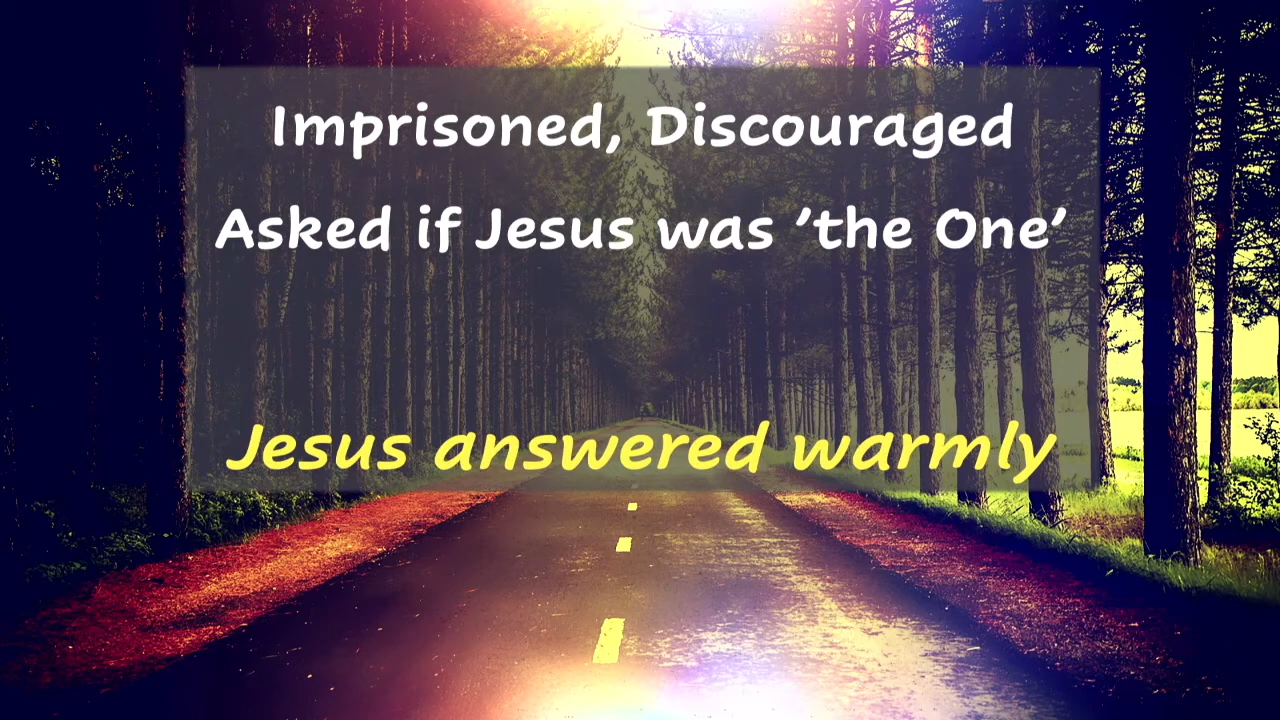 Imprisoned, Discouraged
Asked if Jesus was ’the One’
Jesus answered warmly